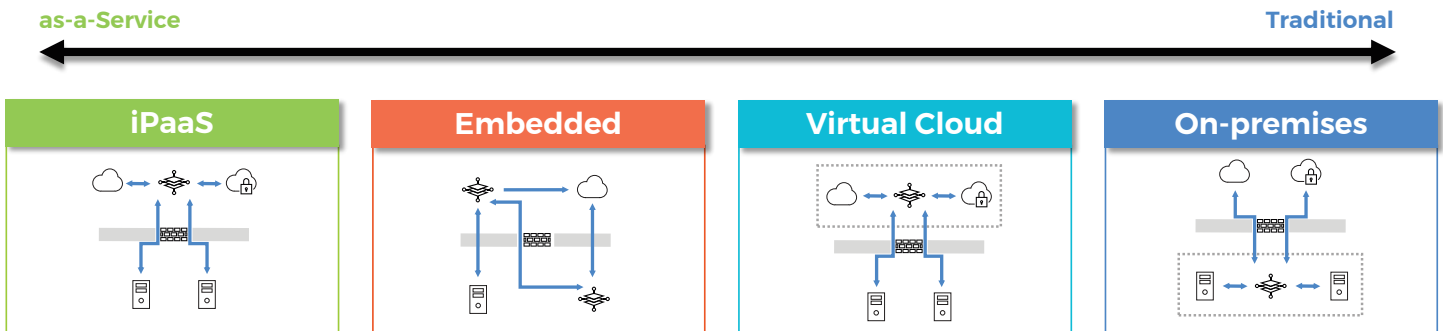 as-a-Service
Traditional
iPaaS
Embedded
Virtual Cloud
On-premises